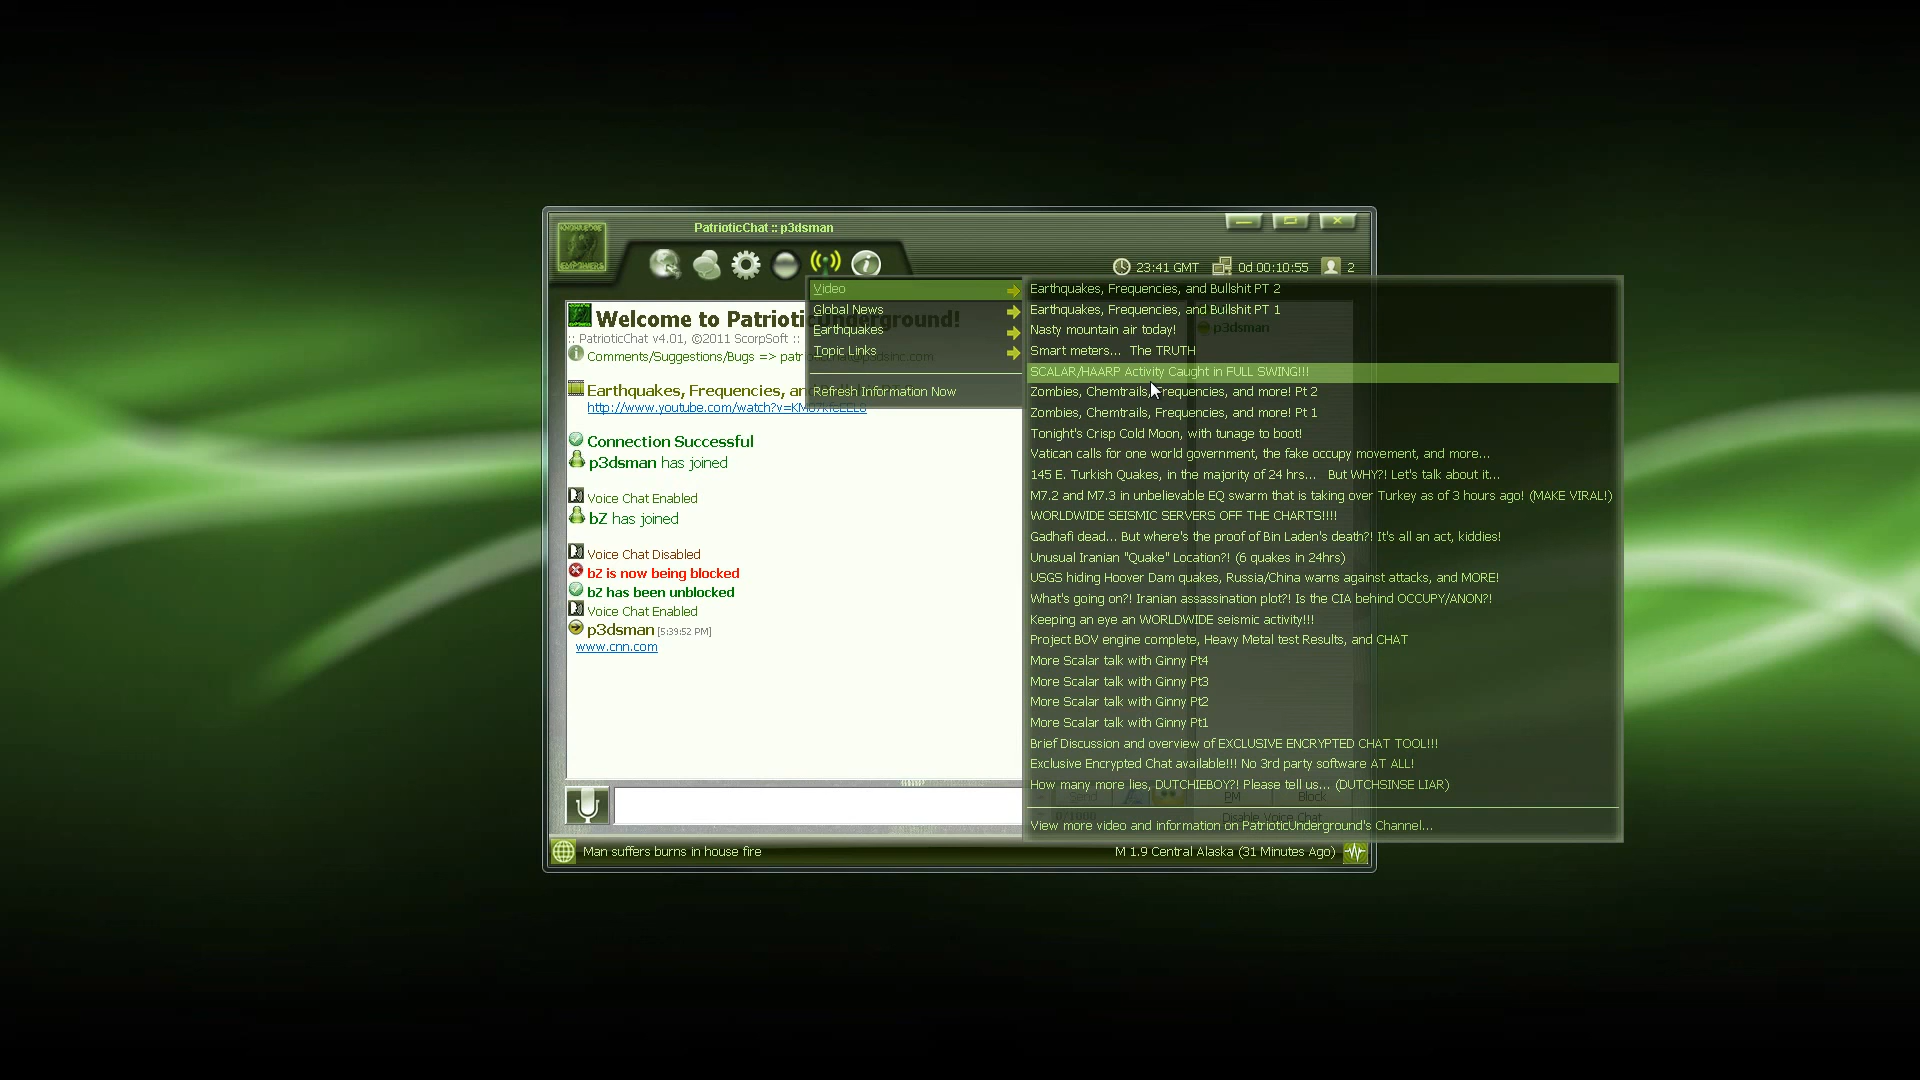 KNOWLEDGE
EMPOWERS
PatrioticChat :: p3dsman
23:41 GMT
0d 00:10:55
2
Video
Global News
Earthquakes
Topic Links
Refresh Information Now
Earthquakes, Frequencies, and Bullshit PT 2
Earthquakes, Frequencies, and Bullshit PT 1
Nasty mountain air today!
Smart meters...  The TRUTH
SCALAR/HAARP Activity Caught in FULL SWING!!!
Zombies, Chemtrails, Frequencies, and more! Pt 2
Zombies, Chemtrails, Frequencies, and more! Pt 1
Tonight's Crisp Cold Moon, with tunage to boot!
Vatican calls for one world government, the fake occupy movement, and more...
145 E. Turkish Quakes, in the majority of 24 hrs...  But WHY?! Let's talk about it...
M7.2 and M7.3 in unbelievable EQ swarm that is taking over Turkey as of 3 hours ago! (MAKE VIRAL!)
WORLDWIDE SEISMIC SERVERS OFF THE CHARTS!!!!
Gadhafi dead... But where's the proof of Bin Laden's death?! It's all an act, kiddies!
Unusual Iranian "Quake" Location?! (6 quakes in 24hrs)
USGS hiding Hoover Dam quakes, Russia/China warns against attacks, and MORE!
What's going on?! Iranian assassination plot?! Is the CIA behind OCCUPY/ANON?!
Keeping an eye an WORLDWIDE seismic activity!!!
Project BOV engine complete, Heavy Metal test Results, and CHAT
More Scalar talk with Ginny Pt4
More Scalar talk with Ginny Pt3
More Scalar talk with Ginny Pt2
More Scalar talk with Ginny Pt1
Brief Discussion and overview of EXCLUSIVE ENCRYPTED CHAT TOOL!!!
Exclusive Encrypted Chat available!!! No 3rd party software AT ALL!
How many more lies, DUTCHIEBOY?! Please tell us... (DUTCHSINSE LIAR)
View more video and information on PatrioticUnderground's Channel...
Welcome to PatrioticUnderground!
:: PatrioticChat v4.01, ©2011 ScorpSoft ::
Comments/Suggestions/Bugs => patr
Earthquakes, Frequencies, an
http://www.youtube.com/watch?v=
Connection Successful
p3dsman has joined
Voice Chat Enabled
bZ has joined
Voice Chat Disabled
bZ is now being blocked
bZ has been unblocked
Voice Chat Enabled
p3dsman [5:39:52 PM]
www.cnn.com
p3dsman
Send
PM
Block
Disable Voice Chat
Man suffers burns in house fire
M 1.9 Central Alaska (31 Minutes Ago)